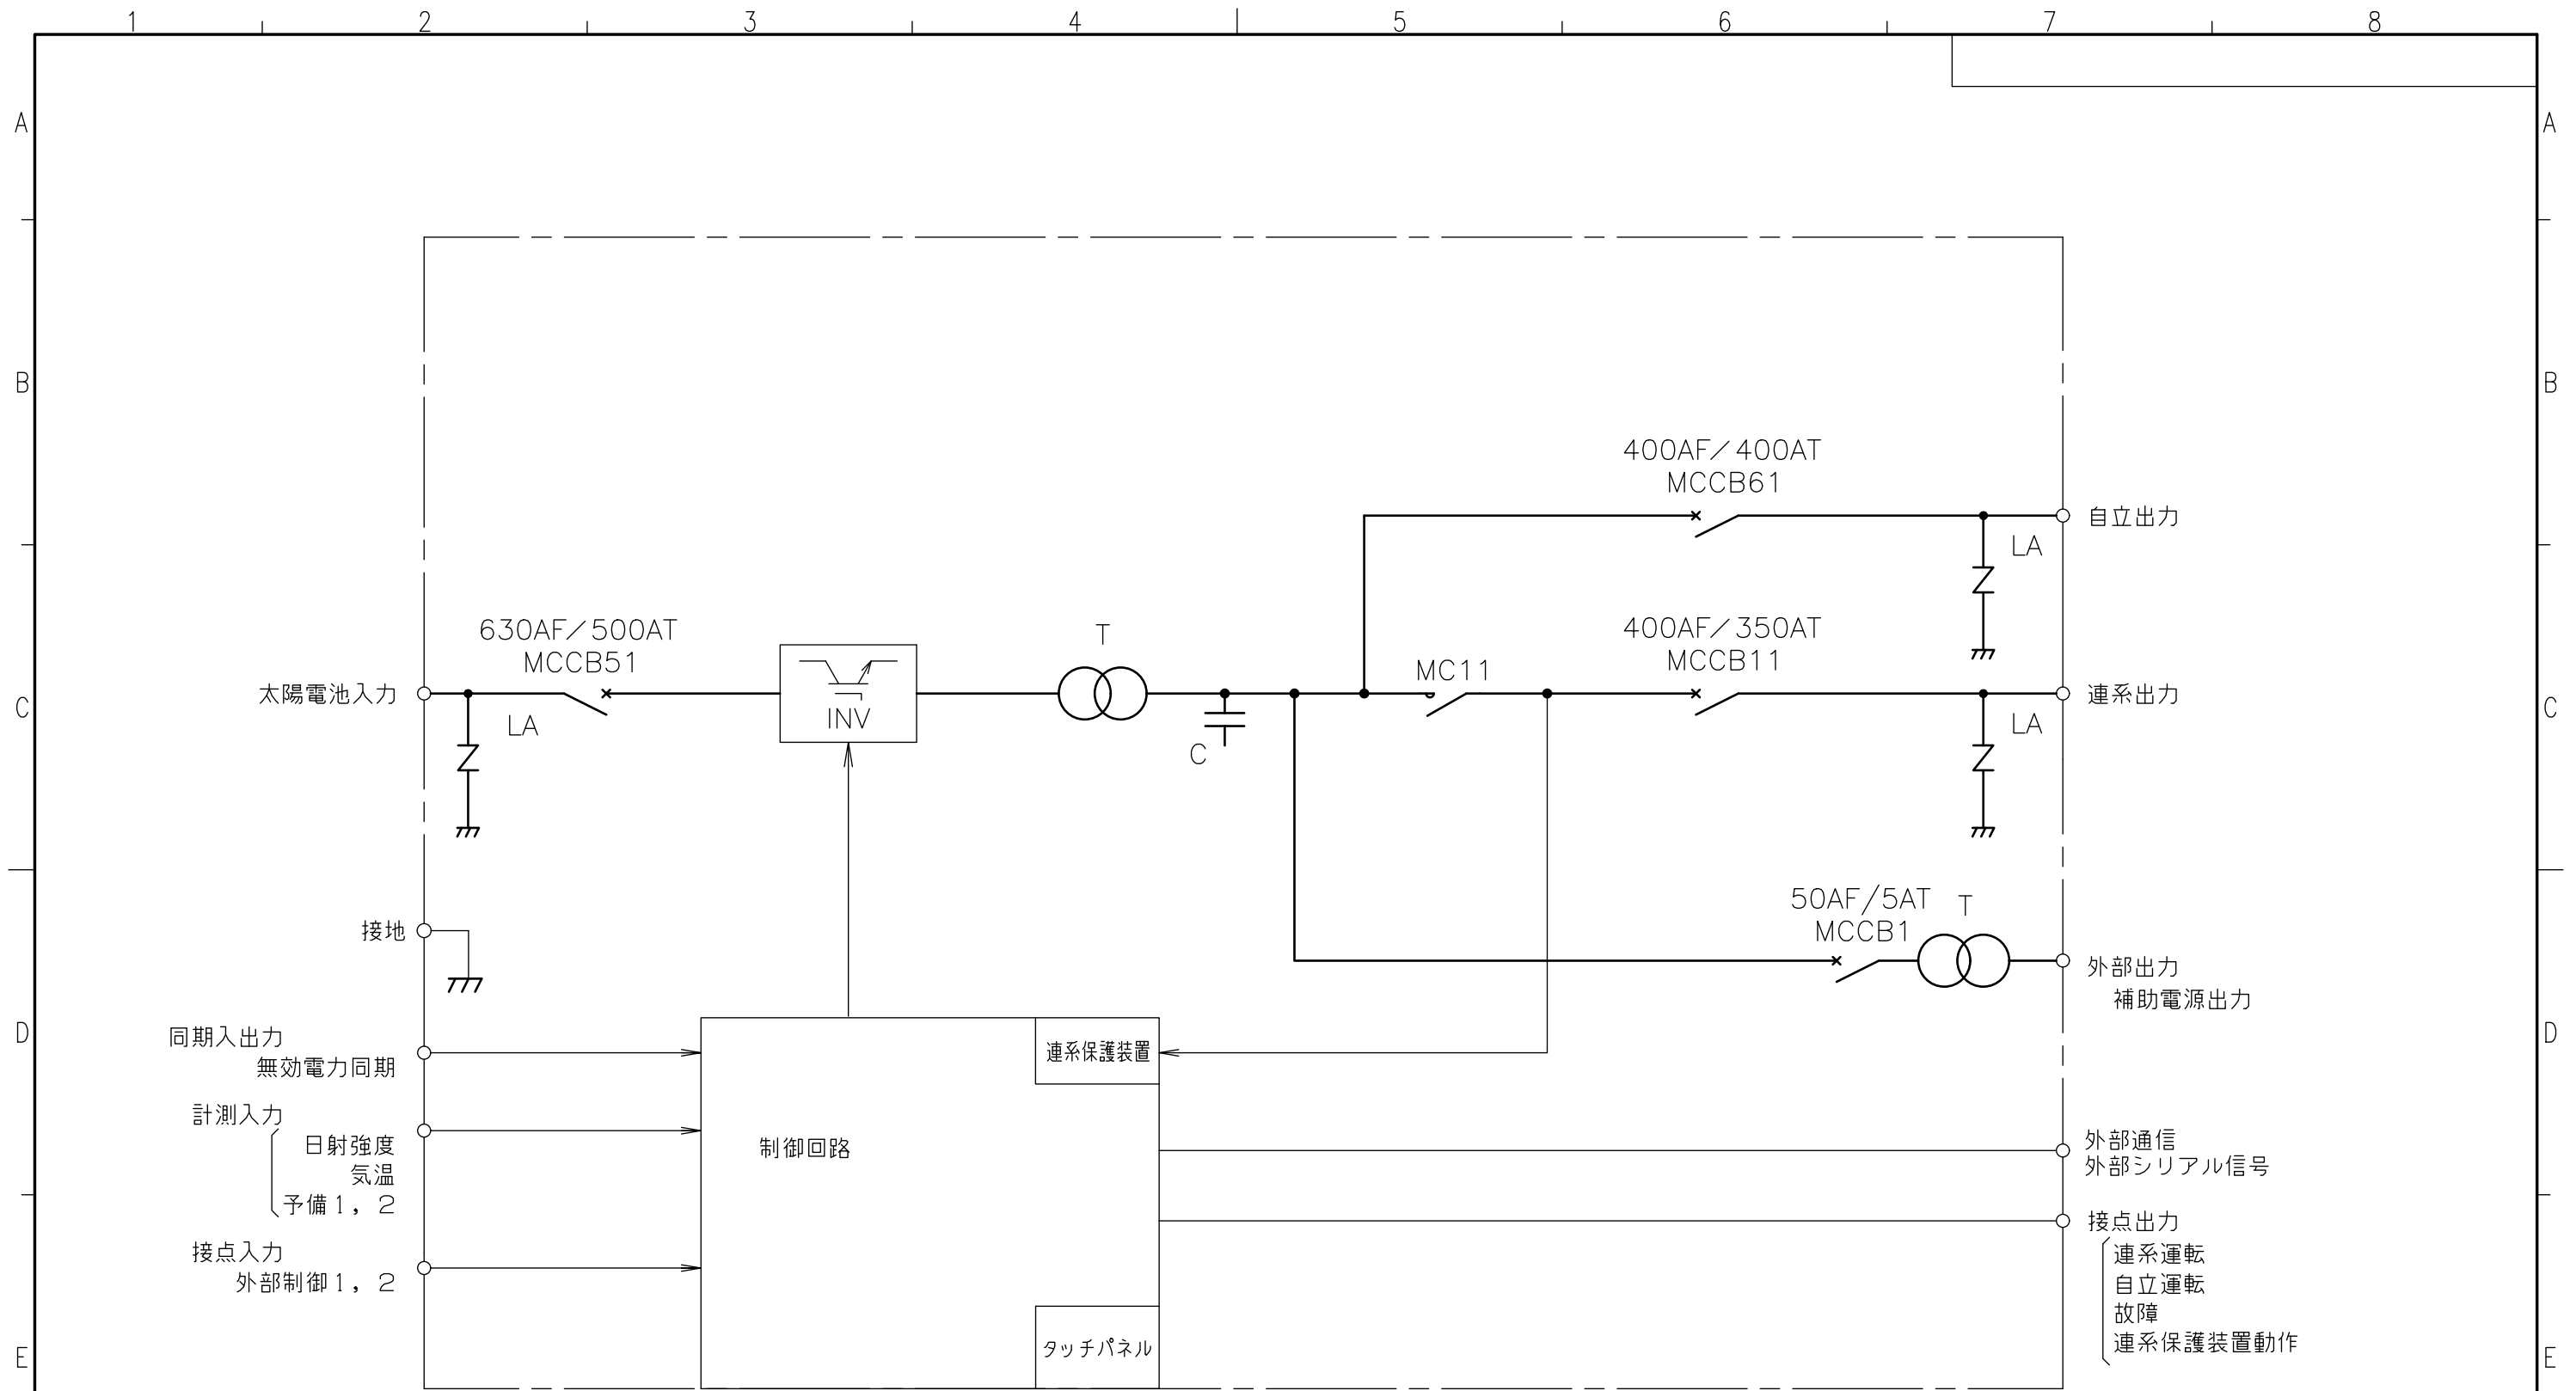 1 2 3 4 5 6 7 8
A A
B B
400AF/400AT
MCCB61
自立出力
LA
630AF/500AT
MCCB51
T
400AF/350AT
MCCB11
MC11
太陽電池入力
INV
連系出力
LA
LA
C
C C
50AF/5AT
MCCB1
T
接地
外部出力
補助電源出力
D D
同期入出力
無効電力同期
連系保護装置
計測入力
日射強度
気温
予備1,2
制御回路
外部通信
外部シリアル信号
接点入力
外部制御1,2
接点出力
連系運転
自立運転
故障
連系保護装置動作
タッチパネル
E E